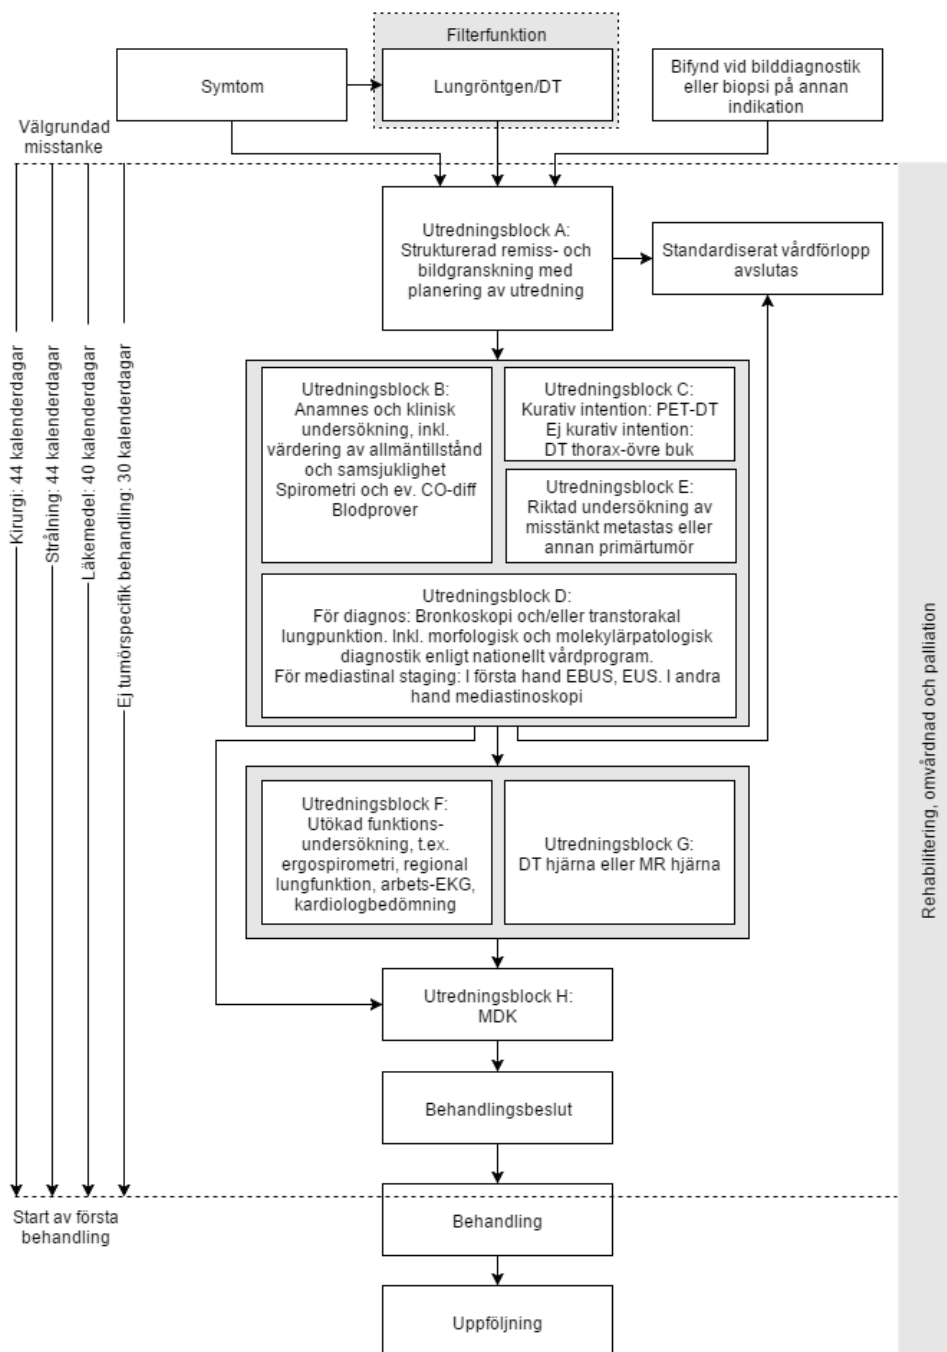 Filterfunktion
Symtom
Lungröntgen/DT
Bifynd vid bilddiagnostik
eller biopsi på annan
indikation
Välgrundad
misstanke
Utredningsblock A:
Strukturerad remiss- och
bildgranskning med
planering av utredning
Standardiserat vårdförlopp
avslutas
Kirurgi: 44 kalenderdagar
Strålning: 44 kalenderdagar
Läkemedel: 40 kalenderdagar
Ej tumörspecifik behandling: 30 kalenderdagar
Utredningsblock B:
Anamnes och klinisk
undersökning, inkl.
värdering av allmäntillstånd
och samsjuklighet
Spirometri och ev. CO-diff
Blodprover
Utredningsblock C:
Kurativ intention: PET-DT
Ej kurativ intention:
DT thorax-övre buk
Utredningsblock E:
Riktad undersökning av
misstänkt metastas eller
annan primärtumör
Utredningsblock D:
För diagnos: Bronkoskopi och/eller transtorakal
lungpunktion. Inkl. morfologisk och molekylärpatologisk
diagnostik enligt nationellt vårdprogram.
För mediastinal staging: I första hand EBUS, EUS. I andra
hand mediastinoskopi
Utredningsblock F:
Utökad funktions-
undersökning, t.ex.
ergospirometri, regional
lungfunktion, arbets-EKG,
kardiologbedömning
Utredningsblock G:
DT hjärna eller MR hjärna
Rehabilitering, omvårdnad och palliation
Utredningsblock H:
MDK
Behandlingsbeslut
Start av första
behandling
Behandling
Uppföljning